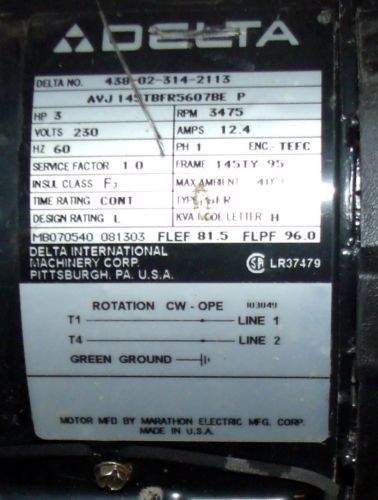 DELTA
DELTA NO. 438-02-314-2113
AVJ 145TBFR5607BE P
HP 3 RPM 3475
VOLTS 230 AMPS 12.4
HZ 60 PH 1 ENC.- TEFC
SERVICE FACTOR 1.0 FRAME 145TY-95
INSUL CLASS F3 MAX AMBIENT
TIME RATING CONT
DESIGN RATING L KVA CODE LETTER H
MB070540 081303 FLEF 81.5 FLPF 96.0
DELTA INTERNATIONAL
MACHINERY CORP.
PITTSBURGH, PA. U.S.A. LR37479
ROTATION CW - OPE 103049
T1 LINE 1
T4 LINE 2
GREEN GROUND
MOTOR MFD BY MARATHON ELECTRIC MFG. CORP.
MADE IN U.S.A.